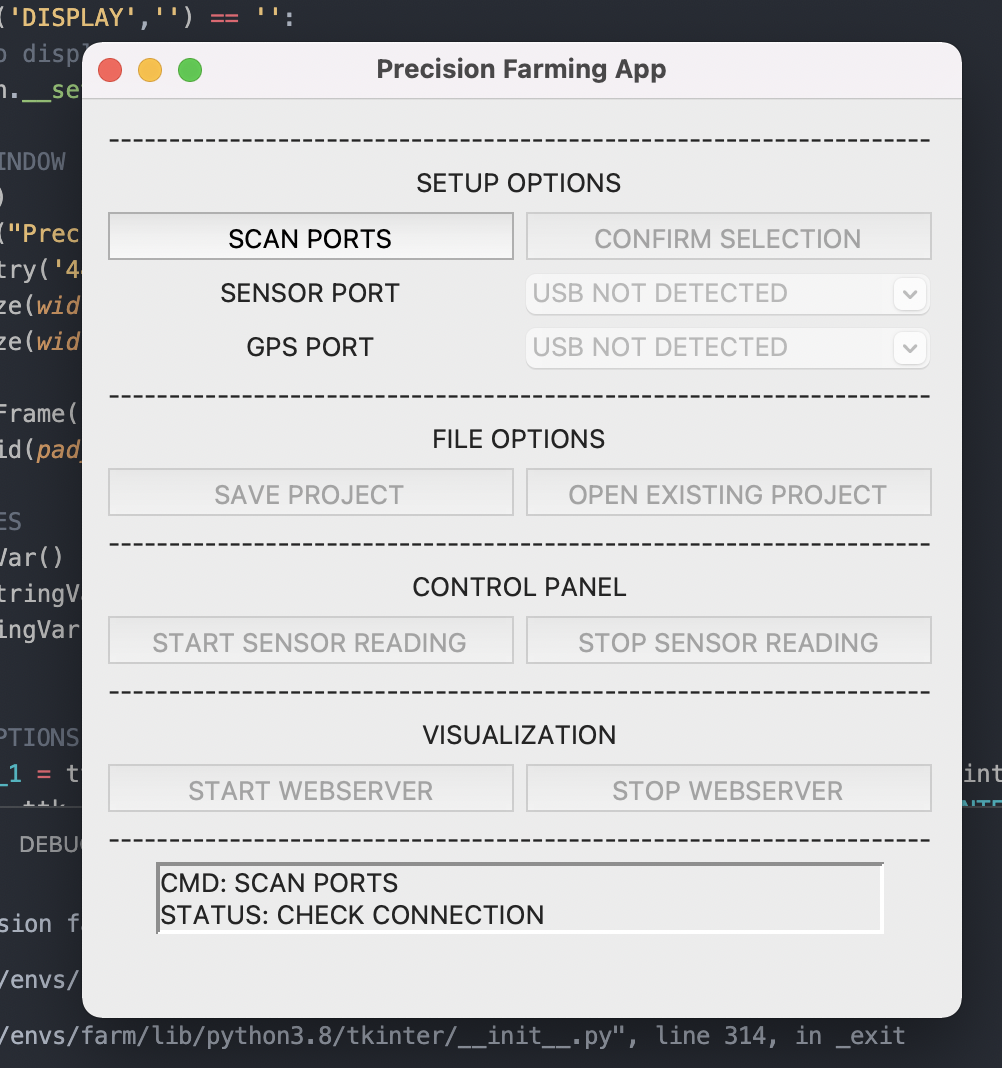 ('DISPLAY','') == '':
o disp
Precision Farming App
n.__se
--------------------------------------------------------------
INDOW
SETUP OPTIONS
)
("Prec
SCAN PORTS CONFIRM SELECTION
try('4
SENSOR PORT USB NOT DETECTED
ze(wid
ze(wid
GPS PORT USB NOT DETECTED
--------------------------------------------------------------
Frame(
FILE OPTIONS
id(pad_
SAVE PROJECT OPEN EXISTING PROJECT
ES
--------------------------------------------------------------
Var()
CONTROL PANEL
tringV
ingVar
START SENSOR READING STOP SENSOR READING
--------------------------------------------------------------
PTIONS
VISUALIZATION
_1 = t
int
START WEBSERVER STOP WEBSERVER
ttk
NTE
--------------------------------------------------------------
DEBU
CMD: SCAN PORTS
STATUS: CHECK CONNECTION
sion f
/envs/
/envs/farm/lib/python3.8/tkinter/__init__.py", line 314, in _exit